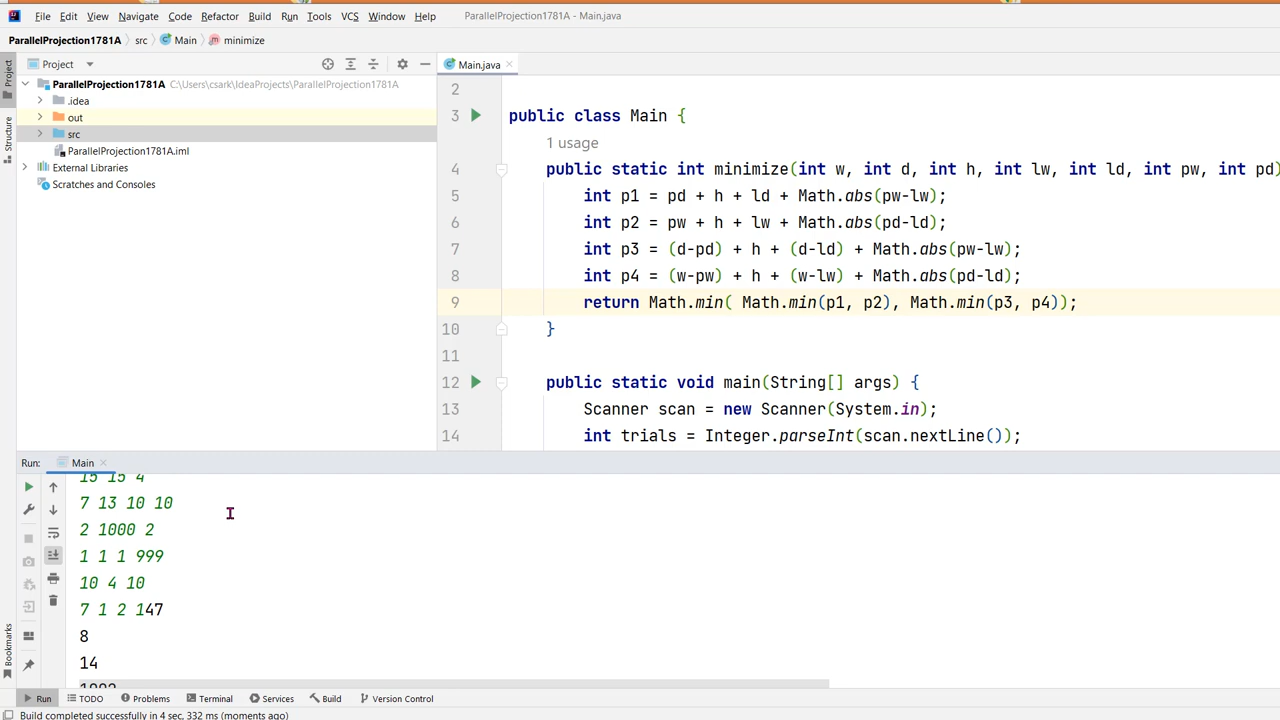 File Edit View Navigate Code Refactor Build Run Tools VCS Window Help ParallelProjection1781A - Main.java
ParallelProjection1781A src Main minimize
Project
Main.java
ParallelProjection1781A C:\Users\csark\IdeaProjects\ParallelProjection1781A
.idea
out
src
ParallelProjection1781A.iml
External Libraries
Scratches and Consoles
Project
Structure
Bookmarks
2
3 public class Main {
1 usage
4 public static int minimize(int w, int d, int h, int lw, int ld, int pw, int pd)
5 int p1 = pd + h + ld + Math.abs(pw-lw);
6 int p2 = pw + h + lw + Math.abs(pd-ld);
7 int p3 = (d-pd) + h + (d-ld) + Math.abs(pw-lw);
8 int p4 = (w-pw) + h + (w-lw) + Math.abs(pd-ld);
9 return Math.min( Math.min(p1, p2), Math.min(p3, p4));
10 }
11
12 public static void main(String[] args) {
13 Scanner scan = new Scanner(System.in);
14 int trials = Integer.parseInt(scan.nextLine());
Run: Main
15 15 4
7 13 10 10
2 1000 2
1 1 1 999
10 4 10
7 1 2 147
8
14
Run TODO Problems Terminal Services Build Version Control
Build completed successfully in 4 sec, 332 ms (moments ago)